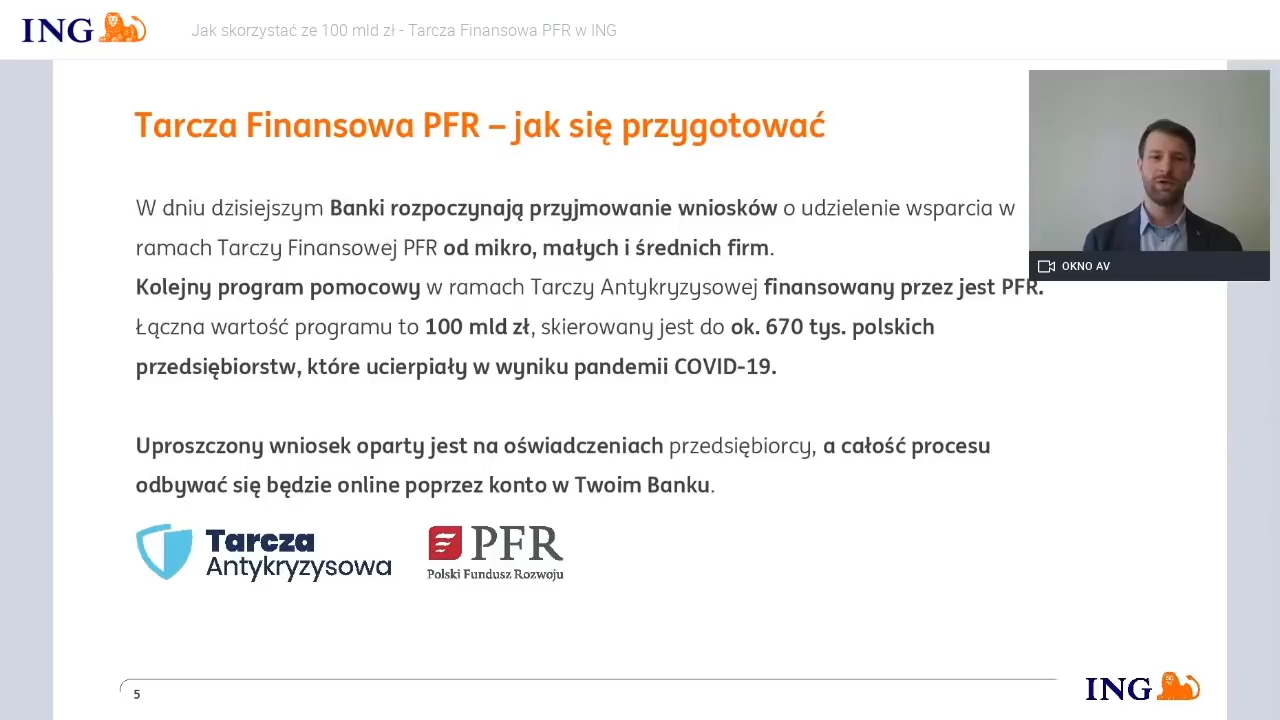 ING
Jak skorzystać ze 100 mld zł - Tarcza Finansowa PFR w ING
Tarcza Finansowa PFR – jak się przygotować
W dniu dzisiejszym Banki rozpoczynają przyjmowanie wniosków o udzielenie wsparcia w
ramach Tarczy Finansowej PFR od mikro, małych i średnich firm.
OKNO AV
Kolejny program pomocowy w ramach Tarczy Antykryzysowej finansowany przez jest PFR.
Łączna wartość programu to 100 mld zł, skierowany jest do ok. 670 tys. polskich
przedsiębiorstw, które ucierpiały w wyniku pandemii COVID-19.
Uproszczony wniosek oparty jest na oświadczeniach przedsiębiorcy, a całość procesu
odbywać się będzie online poprzez konto w Twoim Banku.
Tarcza
Antykryzysowa
PFR
Polski Fundusz Rozwoju
5
ING